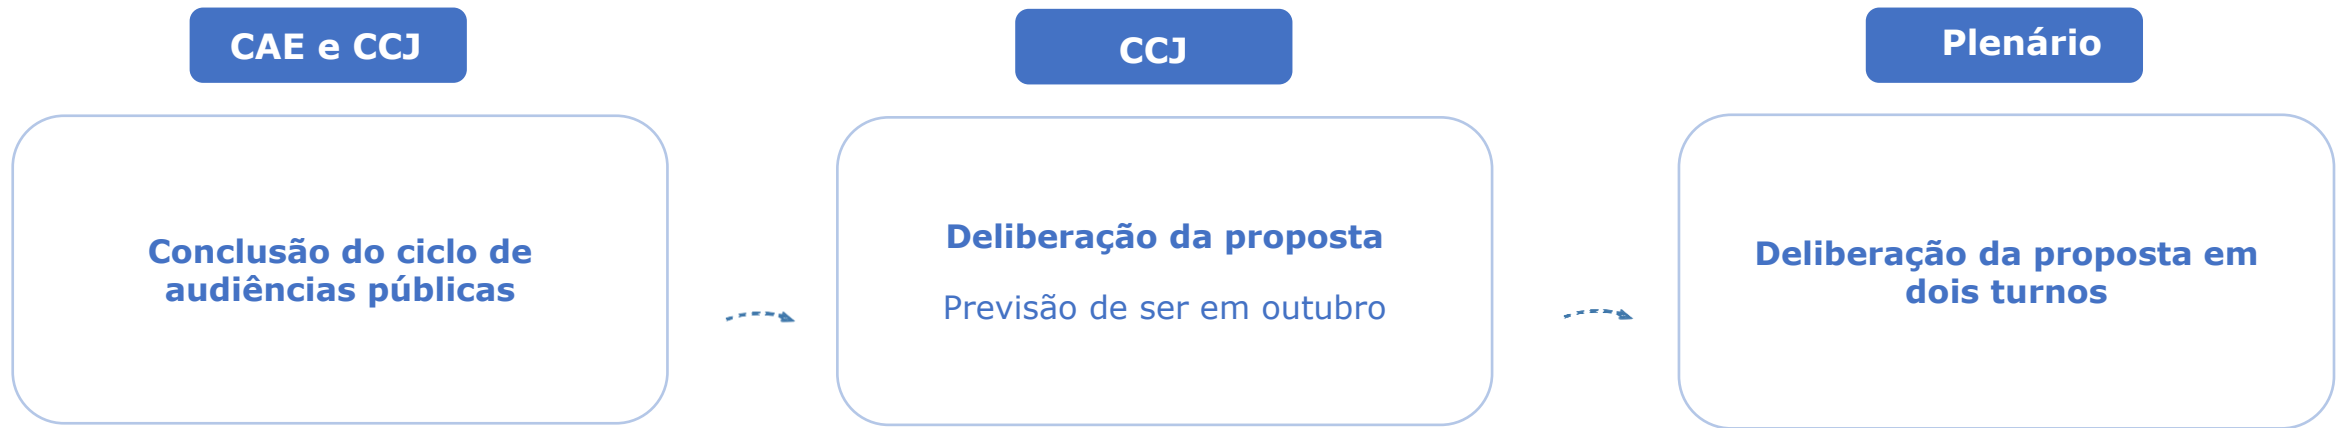 CAE e CCJ
Conclusão do ciclo de
audiências públicas
CCJ
Deliberação da proposta
Previsão de ser em outubro
Plenário
Deliberação da proposta em
dois turnos